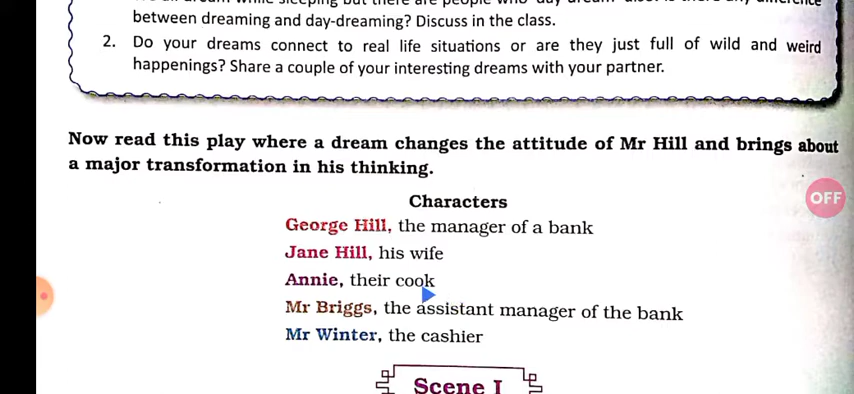 between dreaming and day-dreaming? Discuss in the class.
2. Do your dreams connect to real life situations or are they just full of wild and weird
happenings? Share a couple of your interesting dreams with your partner.
Now read this play where a dream changes the attitude of Mr Hill and brings about
a major transformation in his thinking.
Characters
OFF
George Hill, the manager of a bank
Jane Hill, his wife
Annie, their cook
Mr Briggs, the assistant manager of the bank
Mr Winter, the cashier
Scene I